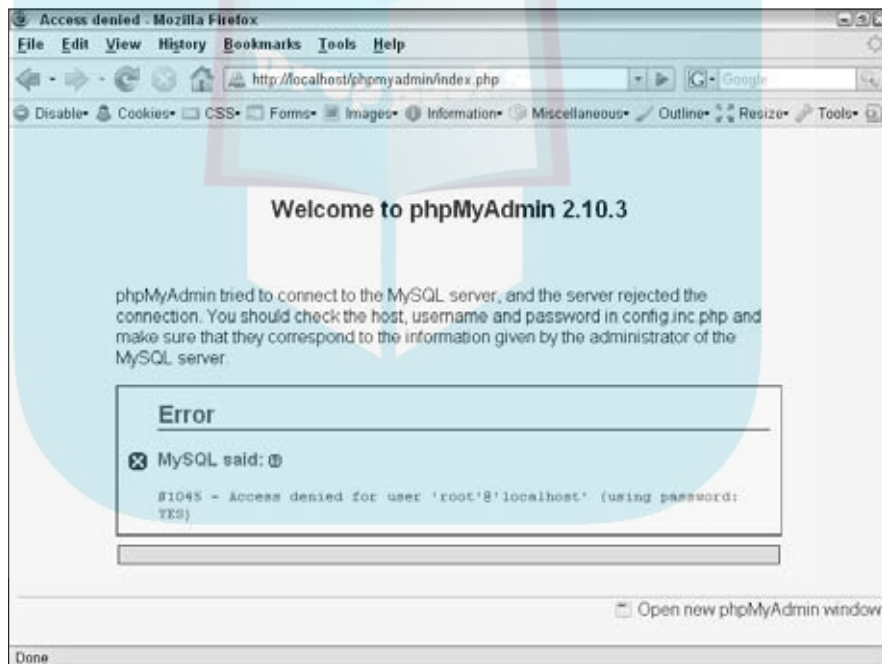 Access denied - Mozilla Firefox
File Edit View History Bookmarks Tools Help
http://localhost/phpmyadmin/index.php
G Google
Disable Cookies CSS Forms Images Information Miscellaneous Outline Resize Tools
Welcome to phpMyAdmin 2.10.3
phpMyAdmin tried to connect to the MySQL server, and the server rejected the
connection. You should check the host, username and password in config.inc.php and
make sure that they correspond to the information given by the administrator of the
MySQL server.
Error
MySQL said:
#1045 - Access denied for user 'root'@'localhost' (using password:
YES)
Open new phpMyAdmin window
Done